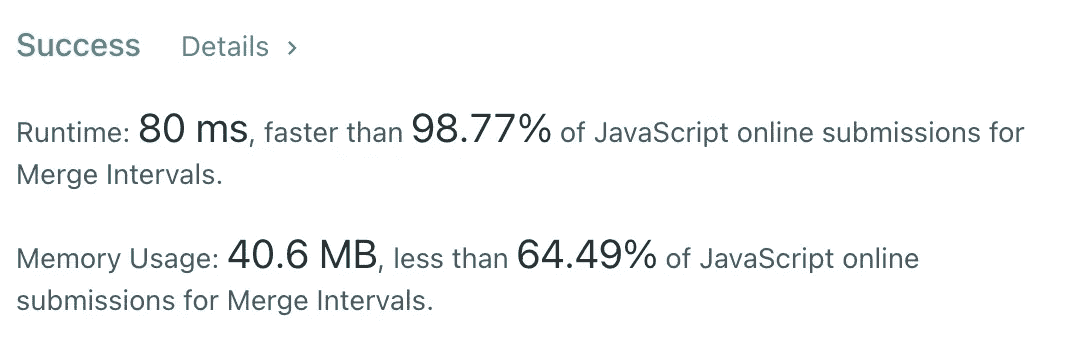 Success Details >
Runtime: 80 ms, faster than 98.77% of JavaScript online submissions for
Merge Intervals.
Memory Usage: 40.6 MB, less than 64.49% of JavaScript online
submissions for Merge Intervals.